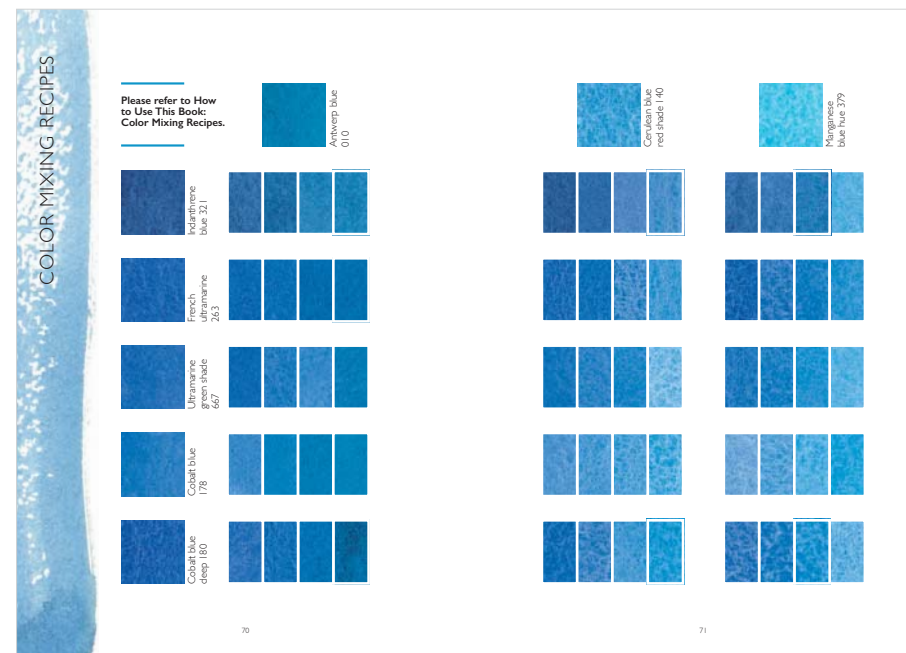 COLOR MIXING RECIPES
Please refer to How
to Use This Book:
Color Mixing Recipes.
Antwerp blue
010
Cerulean blue
red shade 140
Manganese
blue hue 379
Indanthrene
blue 321
French
ultramarine
263
Ultramarine
green shade
667
Cobalt blue
178
Cobalt blue
deep 180
70
71